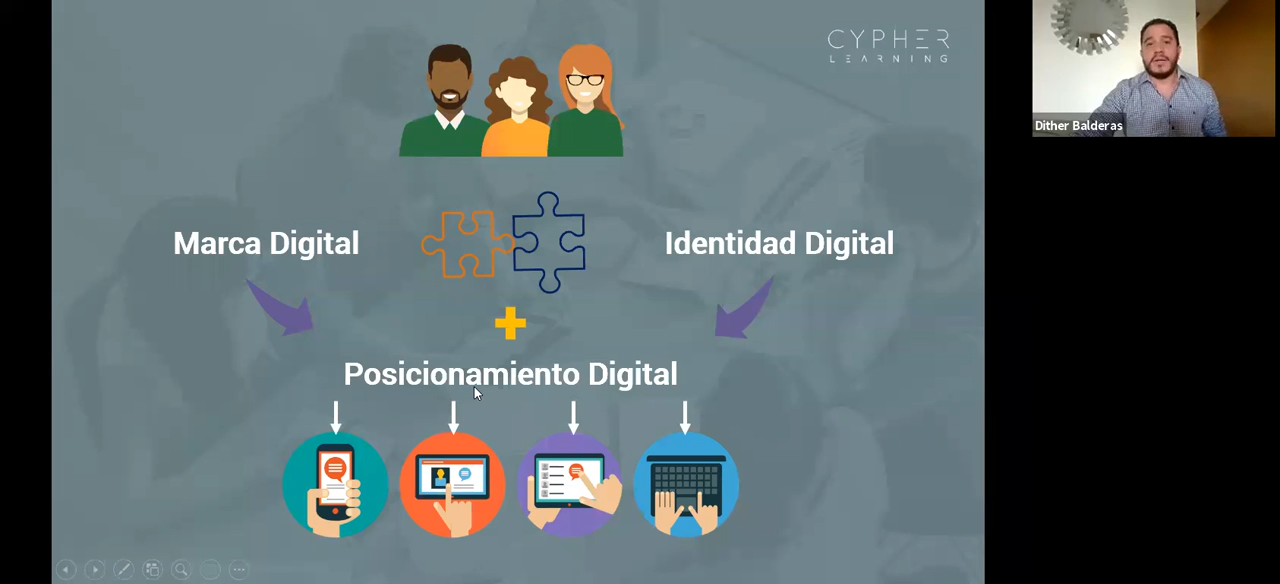 CYPHER
LEARNING
Dither Balderas
Marca Digital
Identidad Digital
Posicionamiento Digital